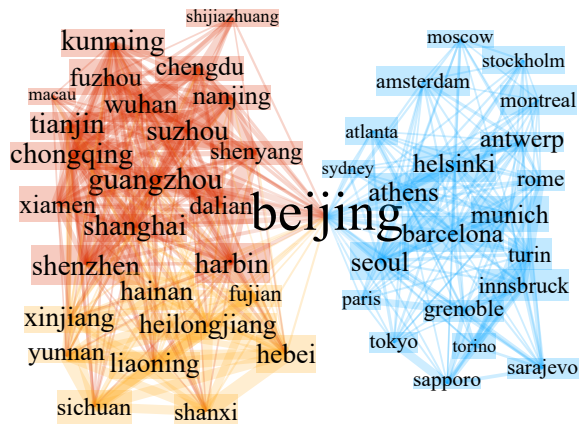 shijiazhuang
kunming
moscow
stockholm
fuzhou
chengdu
amsterdam
macau
wuhan
nanjing
montreal
tianjin
suzhou
atlanta
antwerp
chongqing
shenyang
helsinki
guangzhou
sydney
rome
xiamen
dalian
beijing
athens
shanghai
munich
barcelona
shenzhen
harbin
seoul
turin
hainan
fujian
innsbruck
xinjiang
heilongjiang
paris
grenoble
yunnan
liaoning
hebei
tokyo
torino
sarajevo
sichuan
shanxi
sapporo